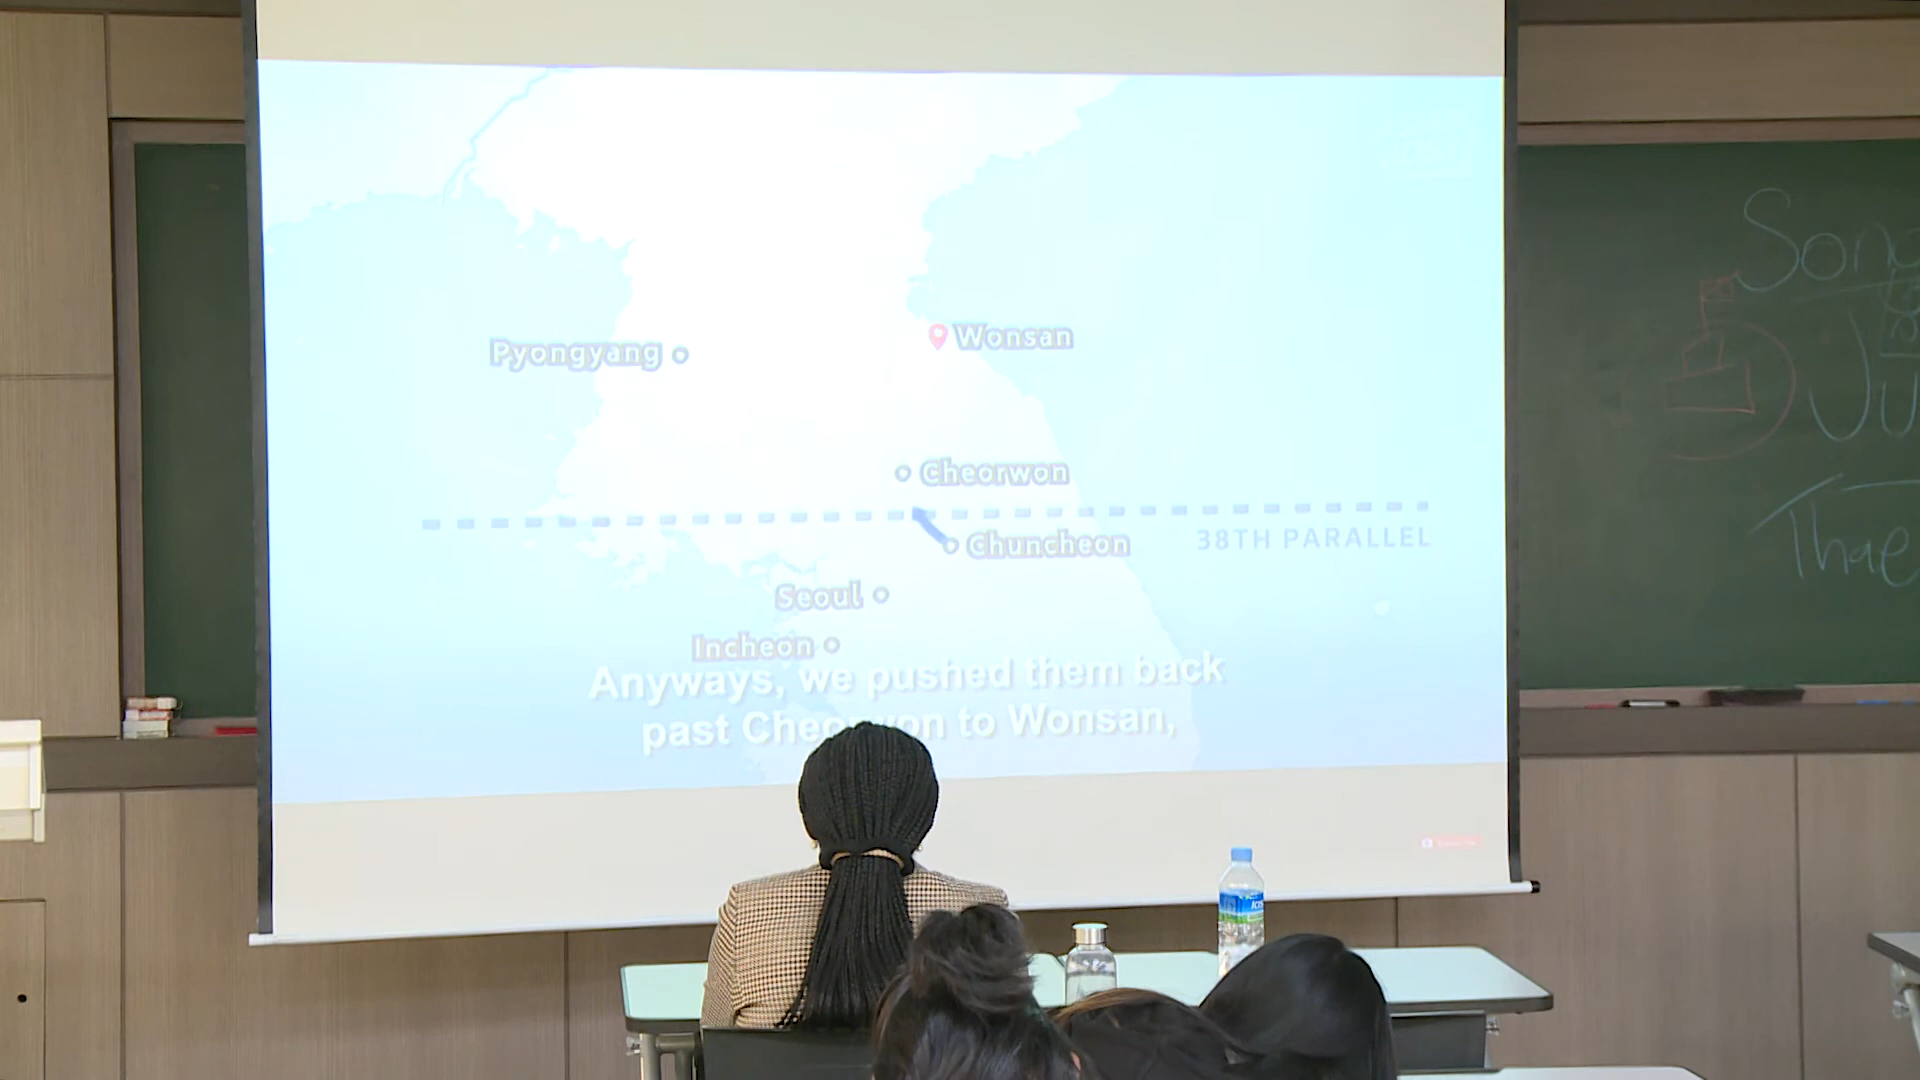 Wonsan
Pyongyang
Cheorwon
38TH PARALLEL
Chuncheon
Seoul
Incheon
Anyways, we pushed them back
past Cheorwon to Wonsan,